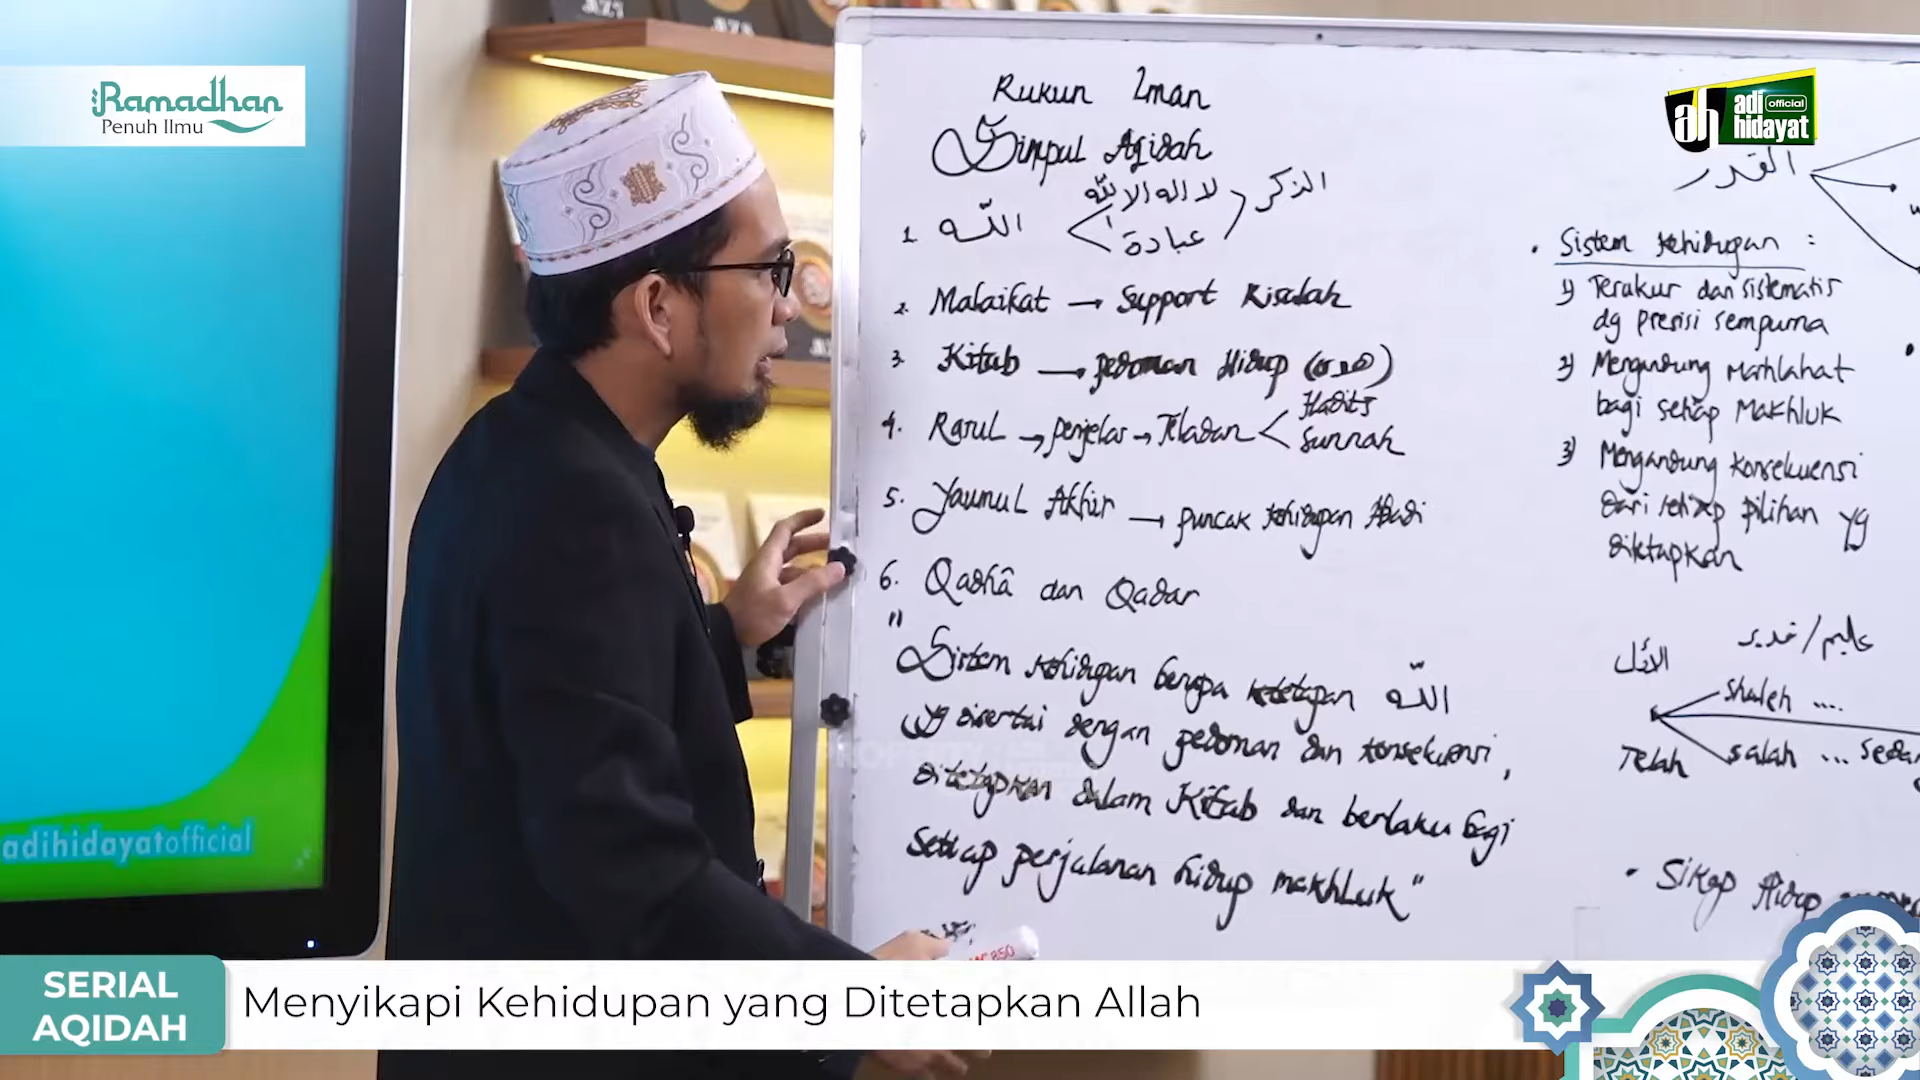 Ramadhan
Penuh Ilmu
adi official
hidayat
Rukun Iman
Simpul Aqidah
1. الله < لا اله الا الله عبادة > الذكر
2. Malaikat → Support Risalah
3. Kitab → pedoman Hidup
4. Rasul → penjelas → Teladan < Hadits
Sunnah
5. Yaumul Akhir → puncak kehidupan Abadi
6. Qadhâ dan Qadar
"Sistem kehidupan berupa ketetapan الله
yg disertai dengan pedoman dan konsekuensi,
ditetapkan dalam Kitab dan berlaku bagi
setiap perjalanan hidup makhluk"
القدر
• Sistem kehidupan :
1) Terukur dan sistematis
dg presisi sempurna
2) Mengandung Mashlahat
bagi setiap Makhluk
3) Mengandung konsekuensi
dari setiap pilihan yg
ditetapkan
shaleh ....
Telah
salah ...
• Sikap Hidup
adihidayatofficial
SERIAL
AQIDAH
Menyikapi Kehidupan yang Ditetapkan Allah